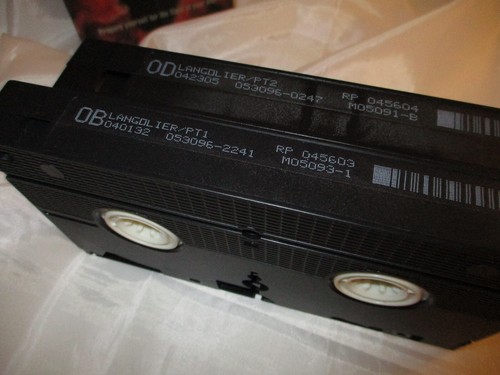 OD LANGOLIER/PT2 RP 045604
042305 053096-0247 M05091-B
OB LANGOLIER/PT1 RP 045603
040132 053096-2241 M05093-1